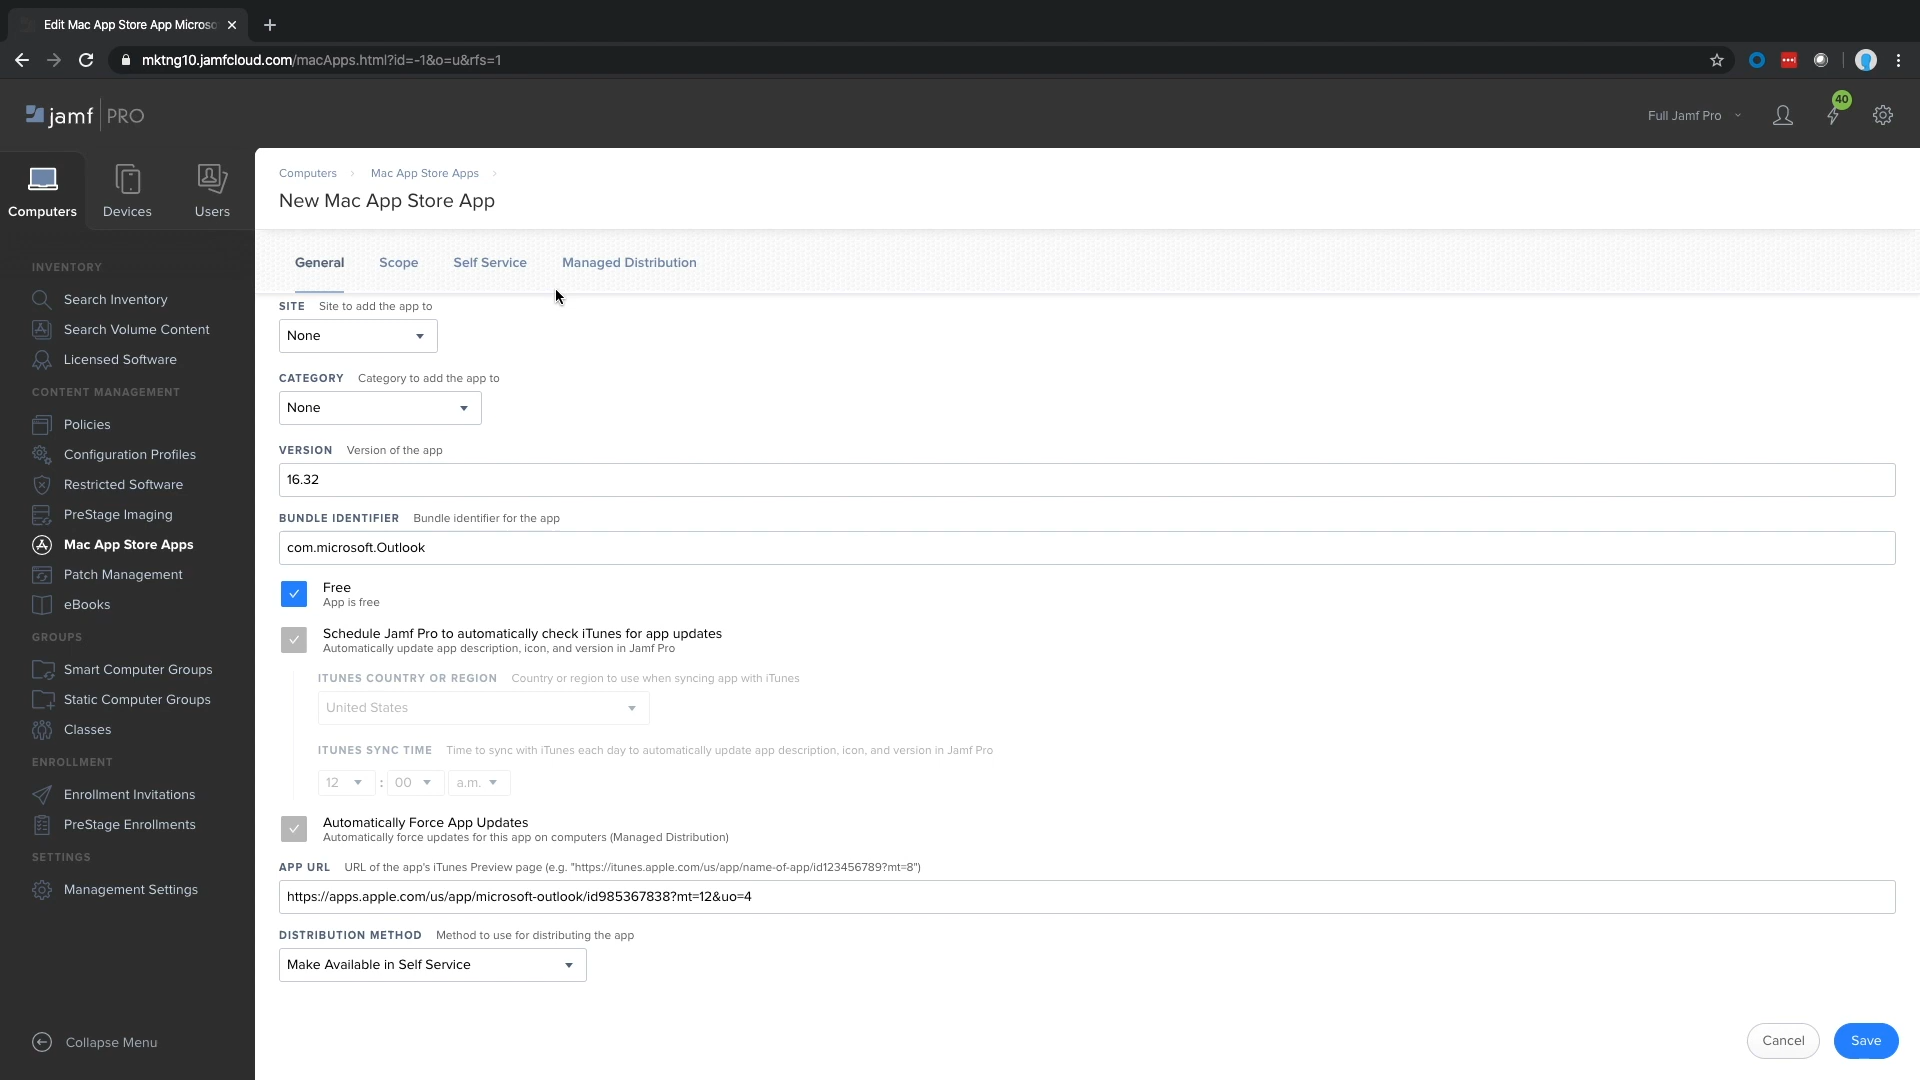 Edit Mac App Store App Microso
mktng10.jamfcloud.com/macApps.html?id=-1&o=u&rfs=1
jamf PRO
Full Jamf Pro
40
Computers
Devices
Users
INVENTORY
Search Inventory
Search Volume Content
Licensed Software
CONTENT MANAGEMENT
Policies
Configuration Profiles
Restricted Software
PreStage Imaging
Mac App Store Apps
Patch Management
eBooks
GROUPS
Smart Computer Groups
Static Computer Groups
Classes
ENROLLMENT
Enrollment Invitations
PreStage Enrollments
SETTINGS
Management Settings
Collapse Menu
Computers Mac App Store Apps
New Mac App Store App
General Scope Self Service Managed Distribution
SITE Site to add the app to
None
CATEGORY Category to add the app to
None
VERSION Version of the app
16.32
BUNDLE IDENTIFIER Bundle identifier for the app
com.microsoft.Outlook
Free
App is free
Schedule Jamf Pro to automatically check iTunes for app updates
Automatically update app description, icon, and version in Jamf Pro
ITUNES COUNTRY OR REGION Country or region to use when syncing app with iTunes
United States
ITUNES SYNC TIME Time to sync with iTunes each day to automatically update app description, icon, and version in Jamf Pro
12 : 00 a.m.
Automatically Force App Updates
Automatically force updates for this app on computers (Managed Distribution)
APP URL URL of the app's iTunes Preview page (e.g. "https://itunes.apple.com/us/app/name-of-app/id123456789?mt=8")
https://apps.apple.com/us/app/microsoft-outlook/id985367838?mt=12&uo=4
DISTRIBUTION METHOD Method to use for distributing the app
Make Available in Self Service
Cancel Save